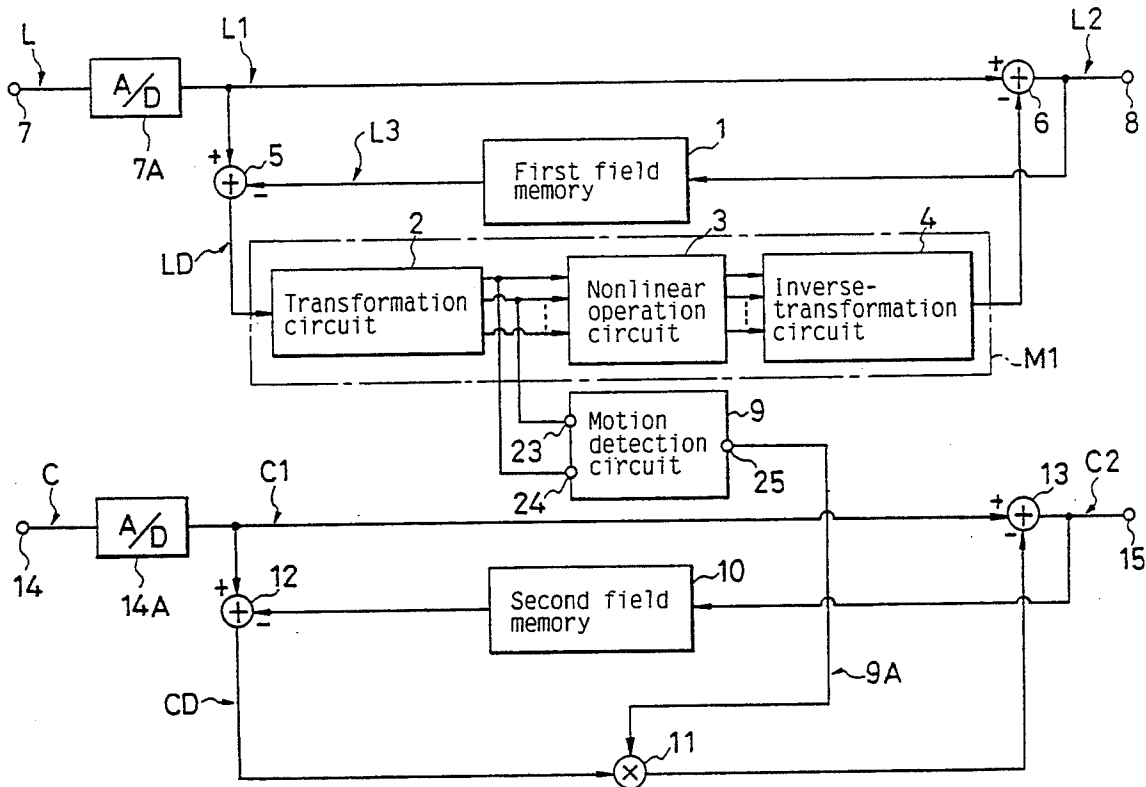 L
L1
L2
A/D
+
+
-
7
7A
6
8
+
5
-
L3
1
First field
memory
LD
2
3
4
Transformation
circuit
Nonlinear
operation
circuit
Inverse-
transformation
circuit
M1
9
23
Motion
detection
circuit
24
25
C
C1
13
C2
A/D
+
+
-
14
14A
15
+
12
-
10
Second field
memory
CD
9A
11
×